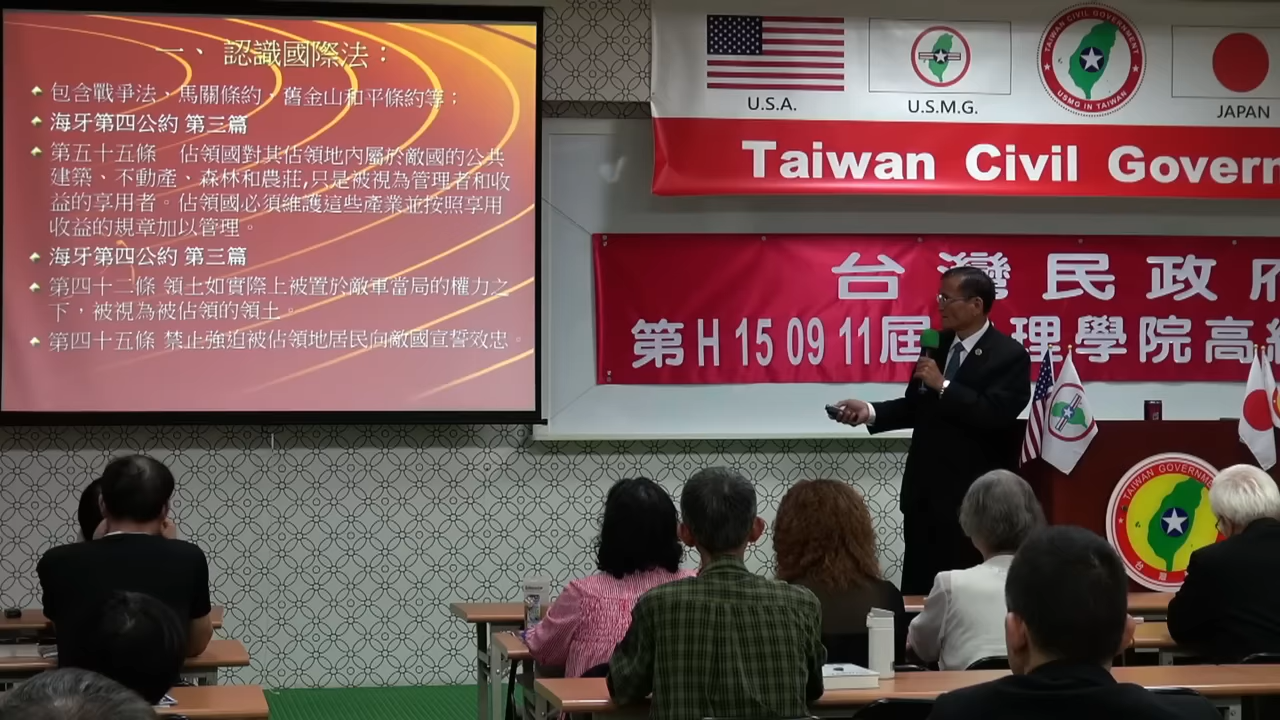 一、認識國際法：
包含戰爭法、馬關條約，舊金山和平條約等；
海牙第四公約 第三篇
第五十五條　佔領國對其佔領地內屬於敵國的公共
建築、不動產、森林和農莊,只是被視為管理者和收
益的享用者。佔領國必須維護這些產業並按照享用
收益的規章加以管理。
海牙第四公約 第三篇
第四十二條 領土如實際上被置於敵軍當局的權力之
下，被視為被佔領的領土。
第四十五條 禁止強迫被佔領地居民向敵國宣誓效忠。
U.S.A.
U.S.M.G.
TAIWAN CIVIL GOVERNMENT
USMG IN TAIWAN
JAPAN
Taiwan Civil Govern
台灣民政府
第H 15 09 11屆 理學院高
TAIWAN GOVERNM
台灣